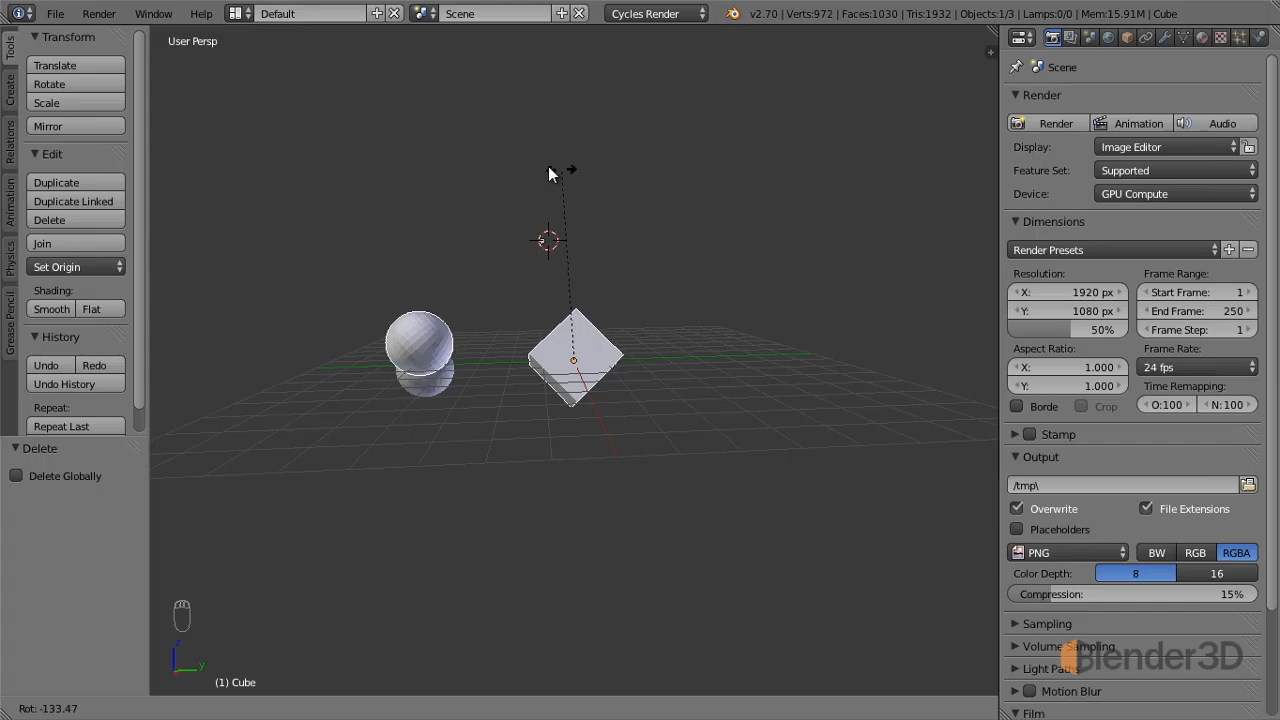 File Render Window Help Default Scene Cycles Render v2.70 | Verts:972 | Faces:1030 | Tris:1932 | Objects:1/3 | Lamps:0/0 | Mem:15.91M | Cube
User Persp
Tools
Create
Relations
Animation
Physics
Grease Pencil
Transform
Translate
Rotate
Scale
Mirror
Edit
Duplicate
Duplicate Linked
Delete
Join
Set Origin
Shading:
Smooth Flat
History
Undo Redo
Undo History
Repeat:
Repeat Last
Delete
Delete Globally
z
y
(1) Cube
Rot: -133.47
Scene
Render
Render Animation Audio
Display: Image Editor
Feature Set: Supported
Device: GPU Compute
Dimensions
Render Presets
Resolution: Frame Range:
X: 1920 px Start Frame: 1
Y: 1080 px End Frame: 250
50% Frame Step: 1
Aspect Ratio: Frame Rate:
X: 1.000 24 fps
Y: 1.000 Time Remapping:
Borde Crop O:100 N:100
Stamp
Output
/tmp\
Overwrite File Extensions
Placeholders
PNG BW RGB RGBA
Color Depth: 8 16
Compression: 15%
Sampling
Volume Sampling
Light Paths
Blender3D
Motion Blur
Film